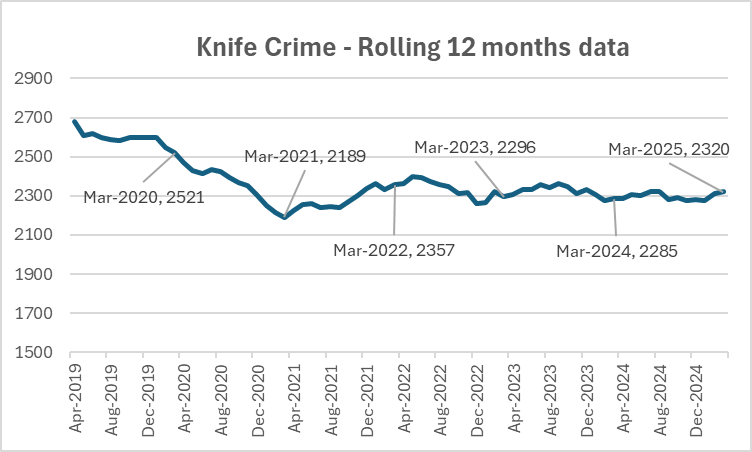 Knife Crime - Rolling 12 months data
2900
2700
2500
2300
2100
1900
1700
1500
Mar-2020, 2521
Mar-2021, 2189
Mar-2022, 2357
Mar-2023, 2296
Mar-2024, 2285
Mar-2025, 2320
Apr-2019
Aug-2019
Dec-2019
Apr-2020
Aug-2020
Dec-2020
Apr-2021
Aug-2021
Dec-2021
Apr-2022
Aug-2022
Dec-2022
Apr-2023
Aug-2023
Dec-2023
Apr-2024
Aug-2024
Dec-2024